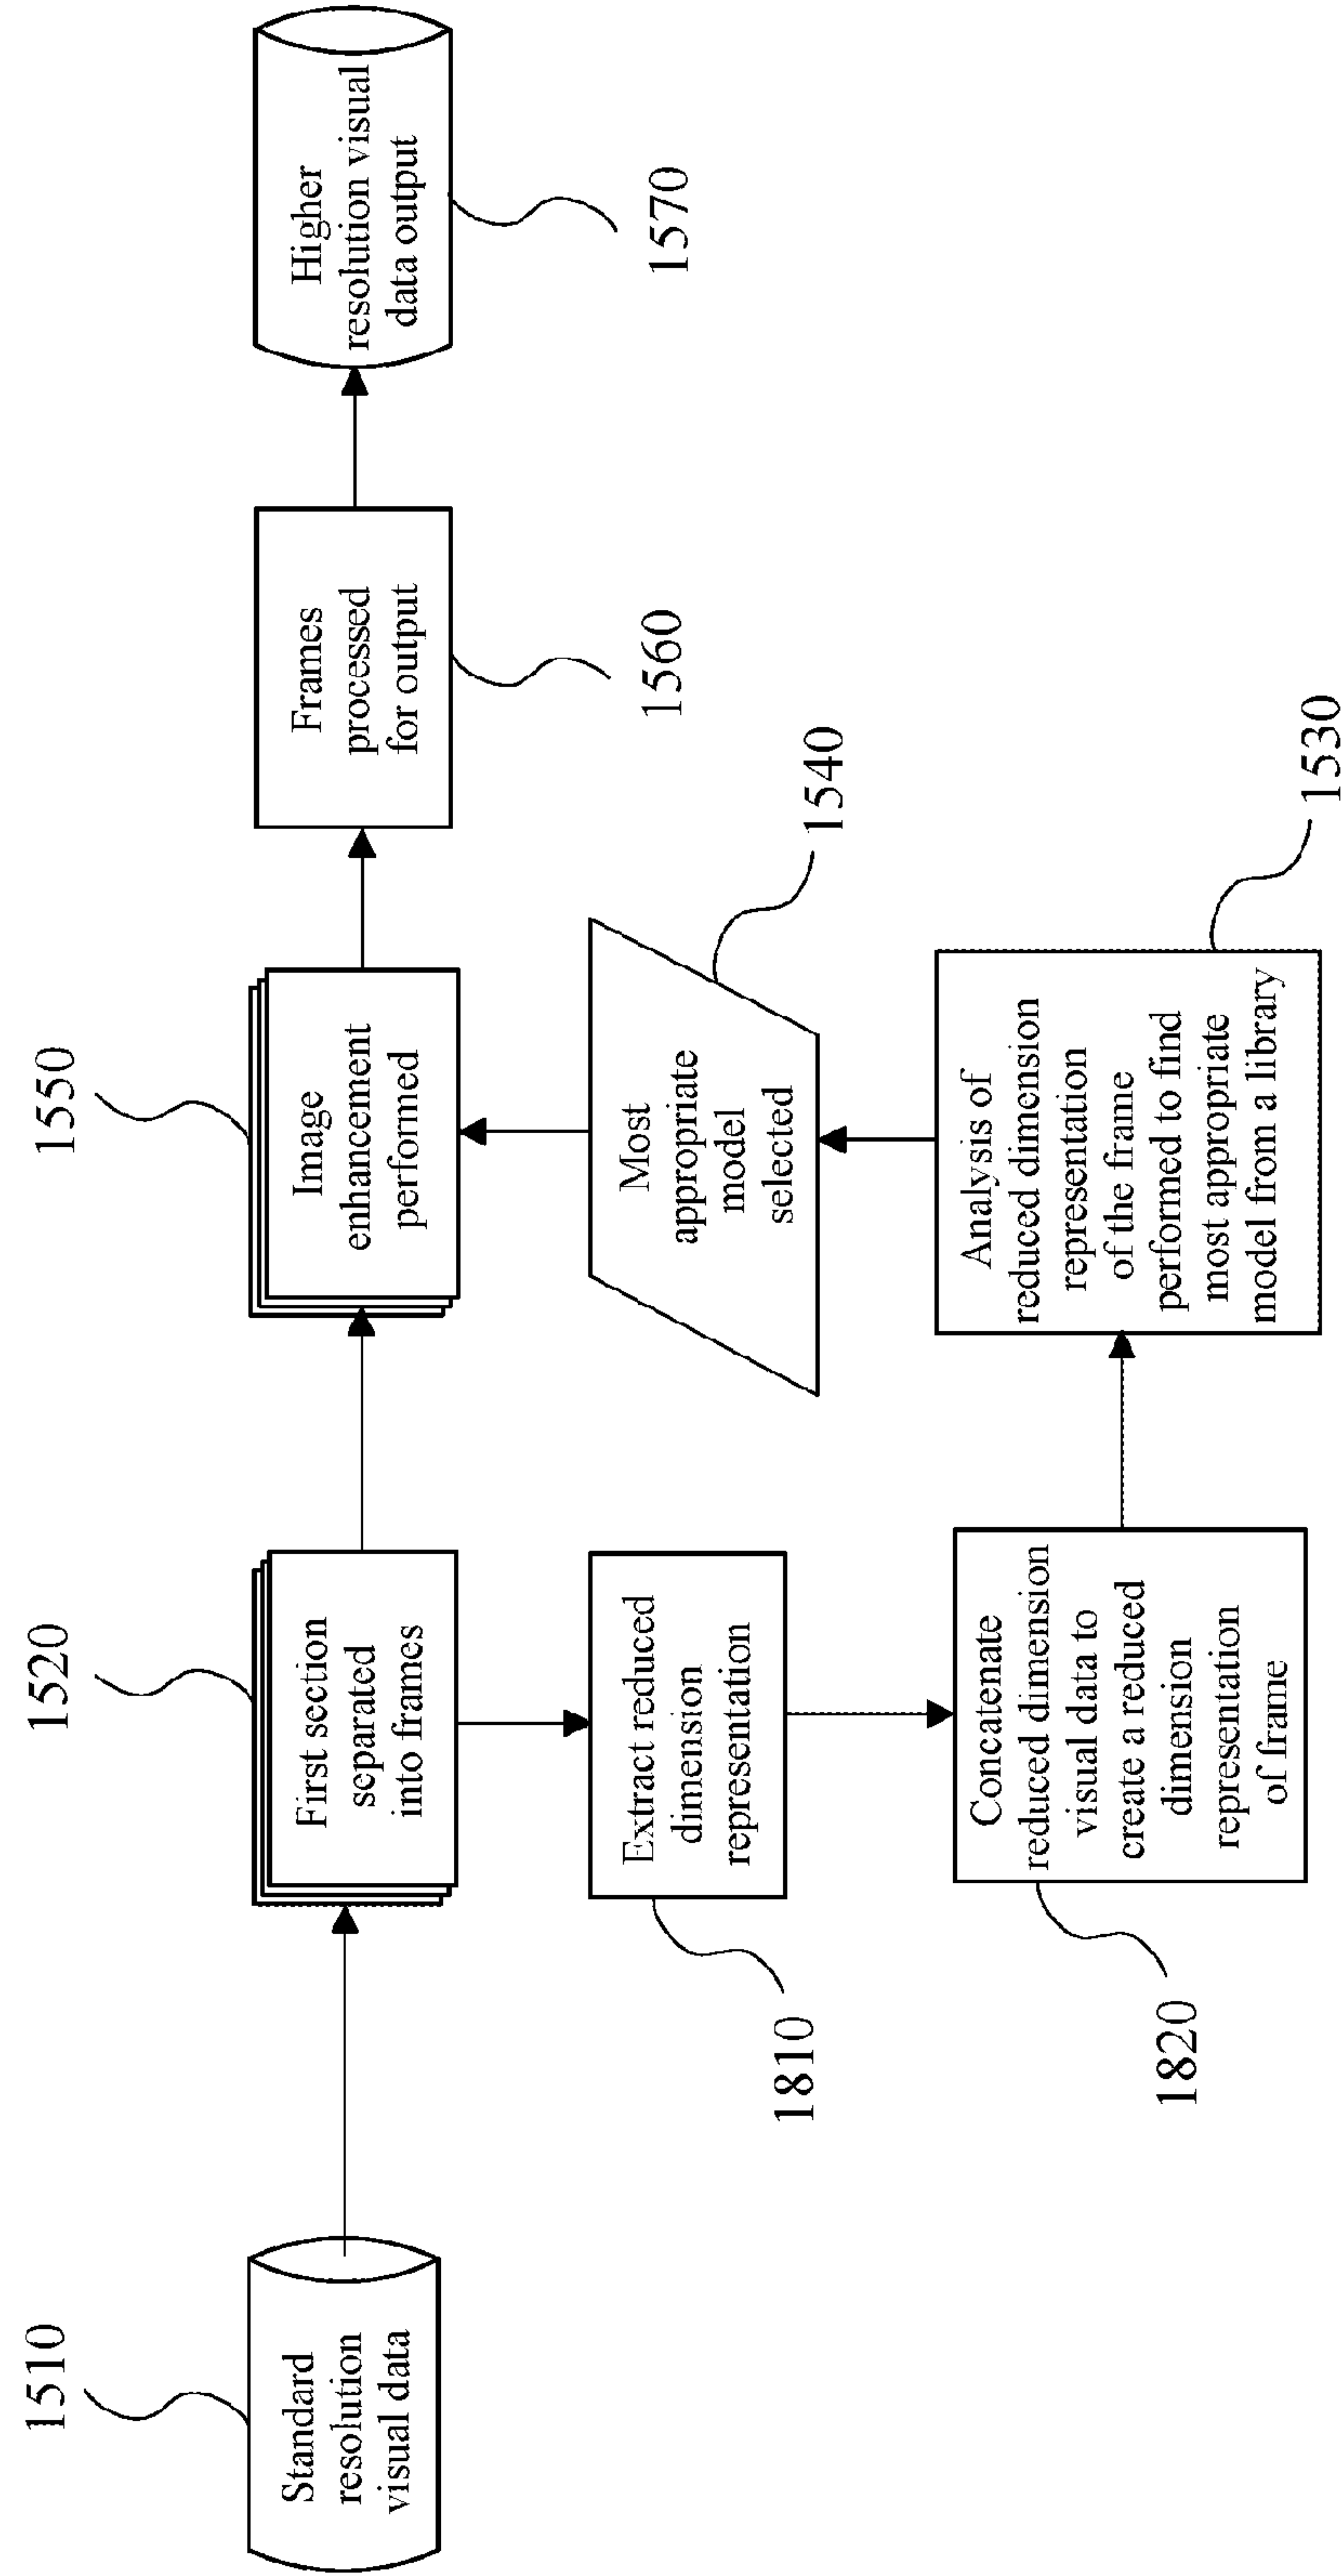 1510
Standard
resolution
visual data
1520
First section
separated
into frames
1550
Image
enhancement
performed
Frames
processed
for output
1560
Higher
resolution visual
data output
1570
Extract reduced
dimension
representation
1810
Most
appropriate
model
selected
1540
Concatenate
reduced dimension
visual data to
create a reduced
dimension
representation
of frame
1820
Analysis of
reduced dimension
representation
of the frame
performed to find
most appropriate
model from a library
1530